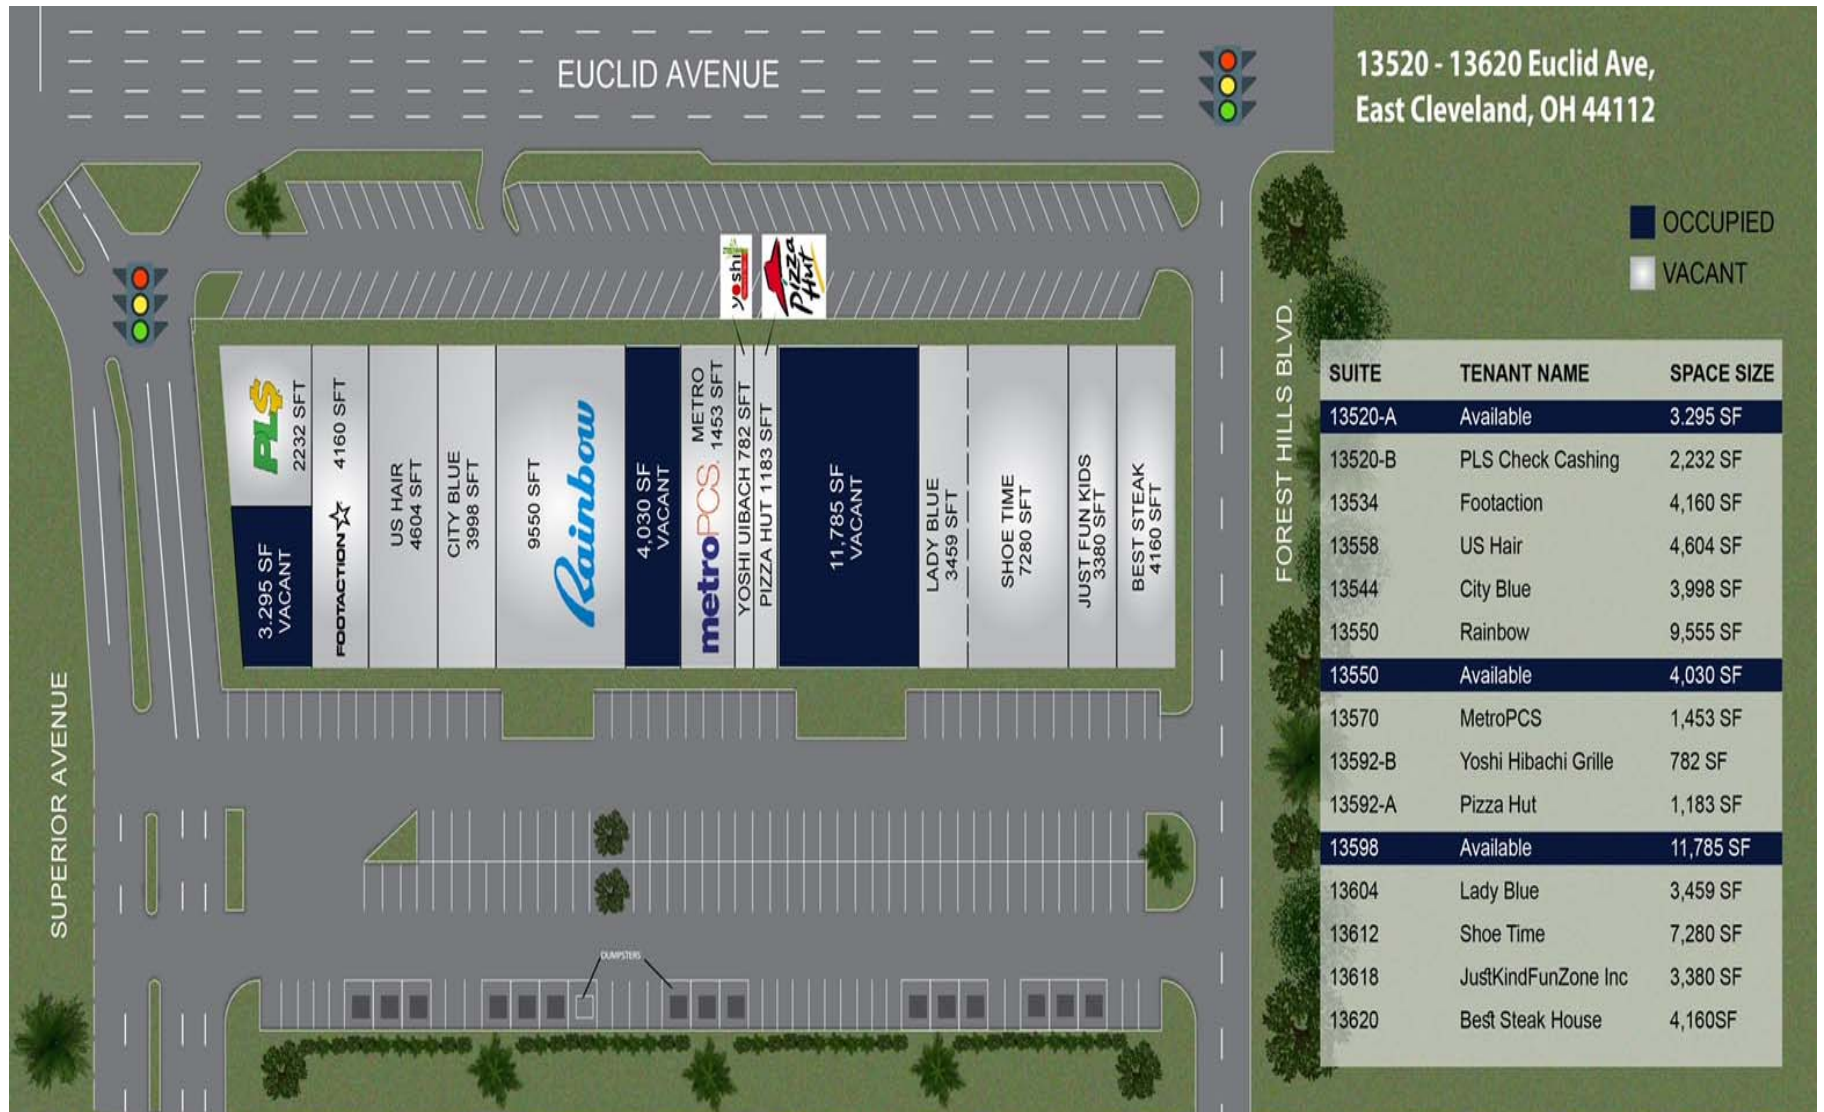 EUCLID AVENUE
13520 - 13620 Euclid Ave,
East Cleveland, OH 44112
OCCUPIED
VACANT
yoshi
Pizza
Hut
PLS
2232 SFT
3.295 SF
VACANT
FOOTACTION
4160 SFT
US HAIR
4604 SFT
CITY BLUE
3998 SFT
9550 SFT
Rainbow
4,030 SF
VACANT
metroPCS.
METRO
1453 SFT
YOSHI UIBACH 782 SFT
PIZZA HUT 1183 SFT
11,785 SF
VACANT
LADY BLUE
3459 SFT
SHOE TIME
7280 SFT
JUST FUN KIDS
3380 SFT
BEST STEAK
4160 SFT
FOREST HILLS BLVD.
SUPERIOR AVENUE
DUMPSTERS
SUITE TENANT NAME SPACE SIZE
13520-A Available 3.295 SF
13520-B PLS Check Cashing 2,232 SF
13534 Footaction 4,160 SF
13558 US Hair 4,604 SF
13544 City Blue 3,998 SF
13550 Rainbow 9,555 SF
13550 Available 4,030 SF
13570 MetroPCS 1,453 SF
13592-B Yoshi Hibachi Grille 782 SF
13592-A Pizza Hut 1,183 SF
13598 Available 11,785 SF
13604 Lady Blue 3,459 SF
13612 Shoe Time 7,280 SF
13618 JustKindFunZone Inc 3,380 SF
13620 Best Steak House 4,160SF